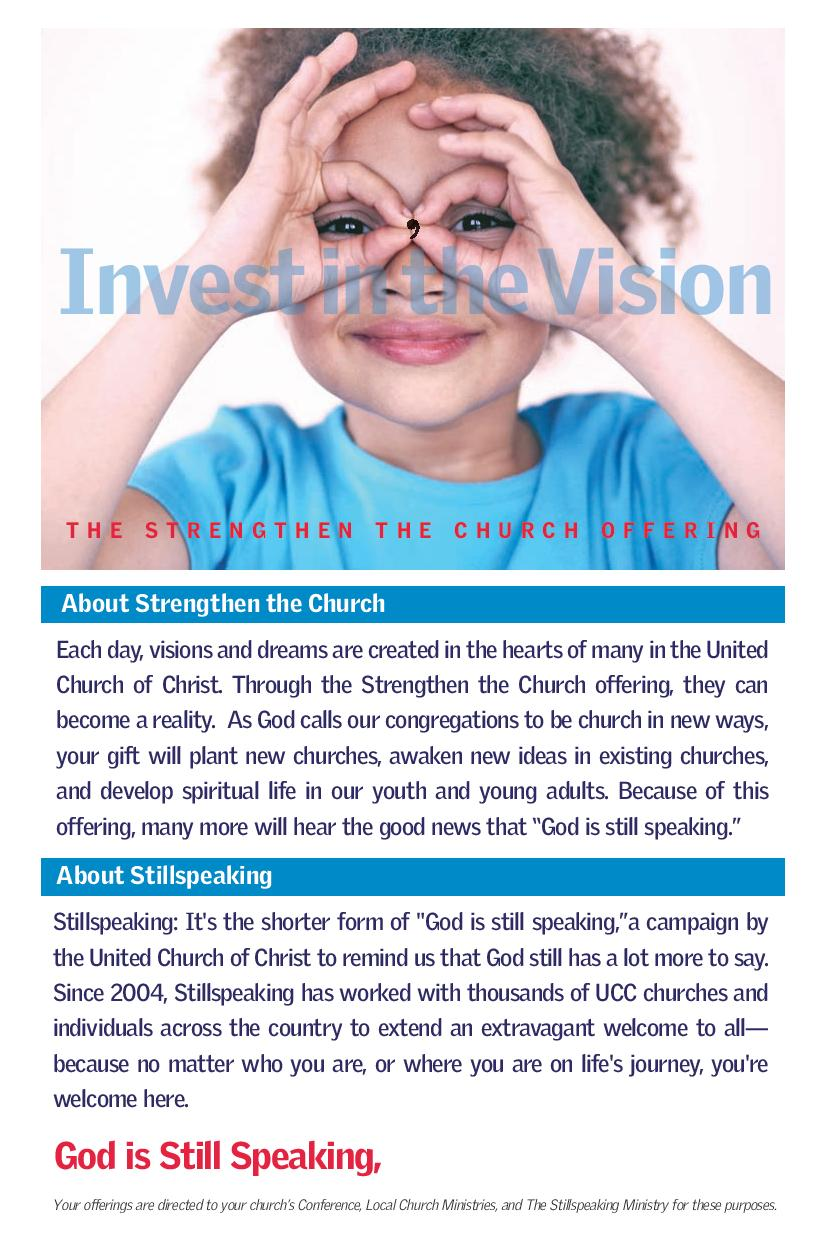 ,
Invest in the Vision
THE STRENGTHEN THE CHURCH OFFERING
About Strengthen the Church
Each day, visions and dreams are created in the hearts of many in the United
Church of Christ. Through the Strengthen the Church offering, they can
become a reality.  As God calls our congregations to be church in new ways,
your gift will plant new churches, awaken new ideas in existing churches,
and develop spiritual life in our youth and young adults. Because of this
offering, many more will hear the good news that “God is still speaking.”
About Stillspeaking
Stillspeaking: It's the shorter form of "God is still speaking,”a campaign by
the United Church of Christ to remind us that God still has a lot more to say.
Since 2004, Stillspeaking has worked with thousands of UCC churches and
individuals across the country to extend an extravagant welcome to all—
because no matter who you are, or where you are on life's journey, you're
welcome here.
God is Still Speaking,
Your offerings are directed to your church's Conference, Local Church Ministries, and The Stillspeaking Ministry for these purposes.